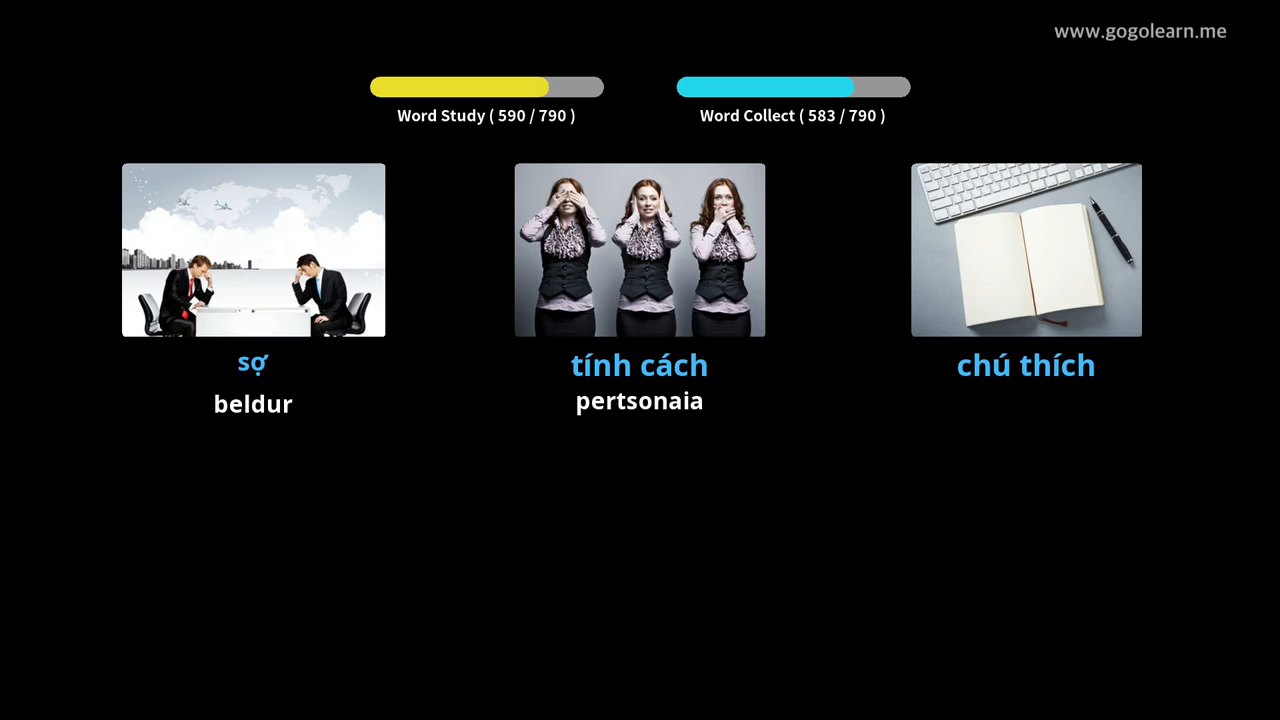 www.gogolearn.me
Word Study ( 590 / 790 )
Word Collect ( 583 / 790 )
sợ
beldur
tính cách
pertsonaia
chú thích